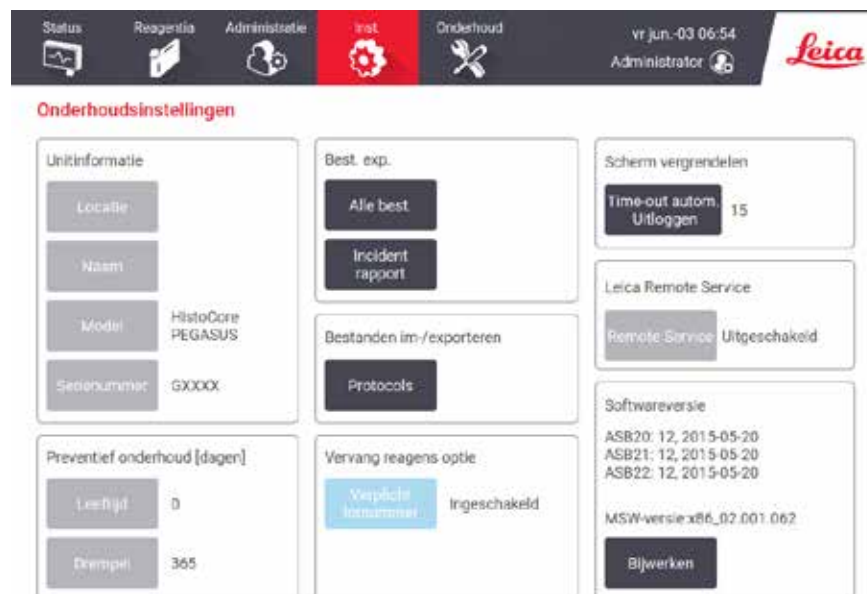 Status
Reagentia
Administratie
Inst.
Onderhoud
vr jun.-03 06:54
Administrator
Leica
Onderhoudsinstellingen
Unitinformatie
Locatie
Naam
Model
HistoCore
PEGASUS
Serienummer
GXXXX
Preventief onderhoud [dagen]
Leeftijd
0
Drempel
365
Best. exp.
Alle best.
Incident
rapport
Bestanden im-/exporteren
Protocols
Vervang reagens optie
Verplicht
lotnummer
Ingeschakeld
Scherm vergrendelen
Time-out autom.
Uitloggen
15
Leica Remote Service
Remote Service
Uitgeschakeld
Softwareversie
ASB20: 12, 2015-05-20
ASB21: 12, 2015-05-20
ASB22: 12, 2015-05-20
MSW-versie:x86_02.001.062
Bijwerken